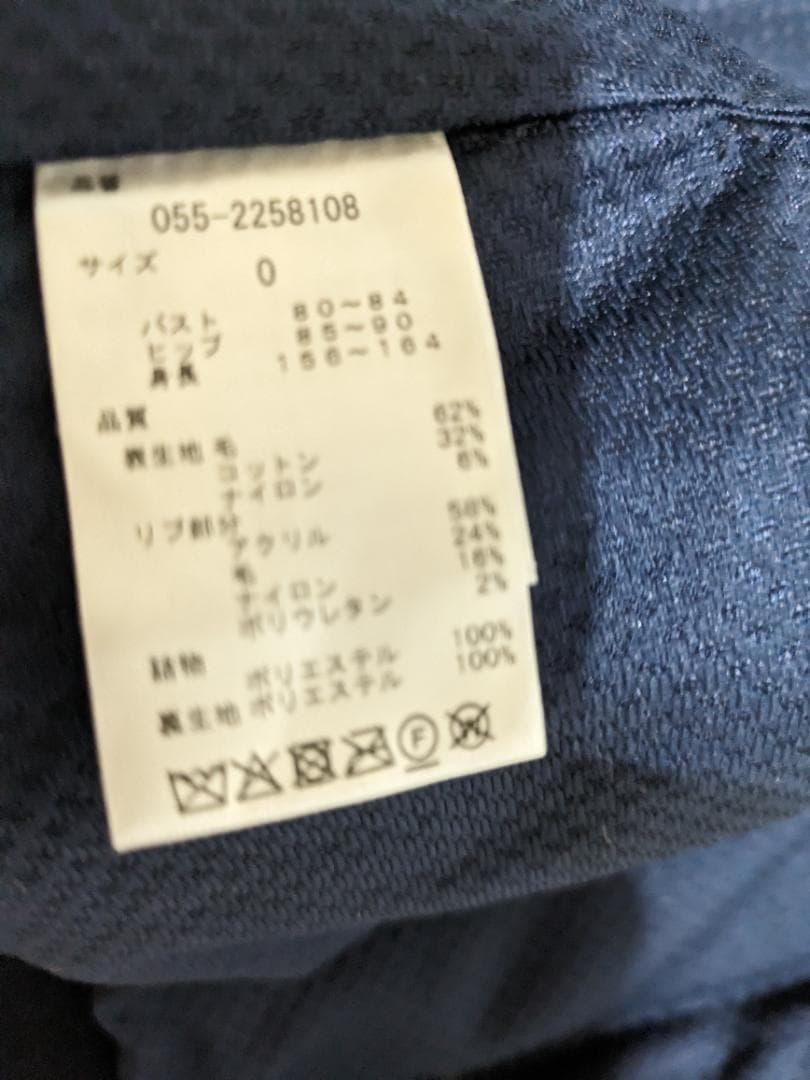 品番
055-2258108
サイズ 0
バスト 80〜84
ヒップ 85〜90
身長 156〜164
品質
表生地 毛 62%
コットン 32%
ナイロン 6%
リブ部分
アクリル 58%
毛 24%
ナイロン 16%
ポリウレタン 2%
詰物 ポリエステル 100%
裏生地 ポリエステル 100%
F
W